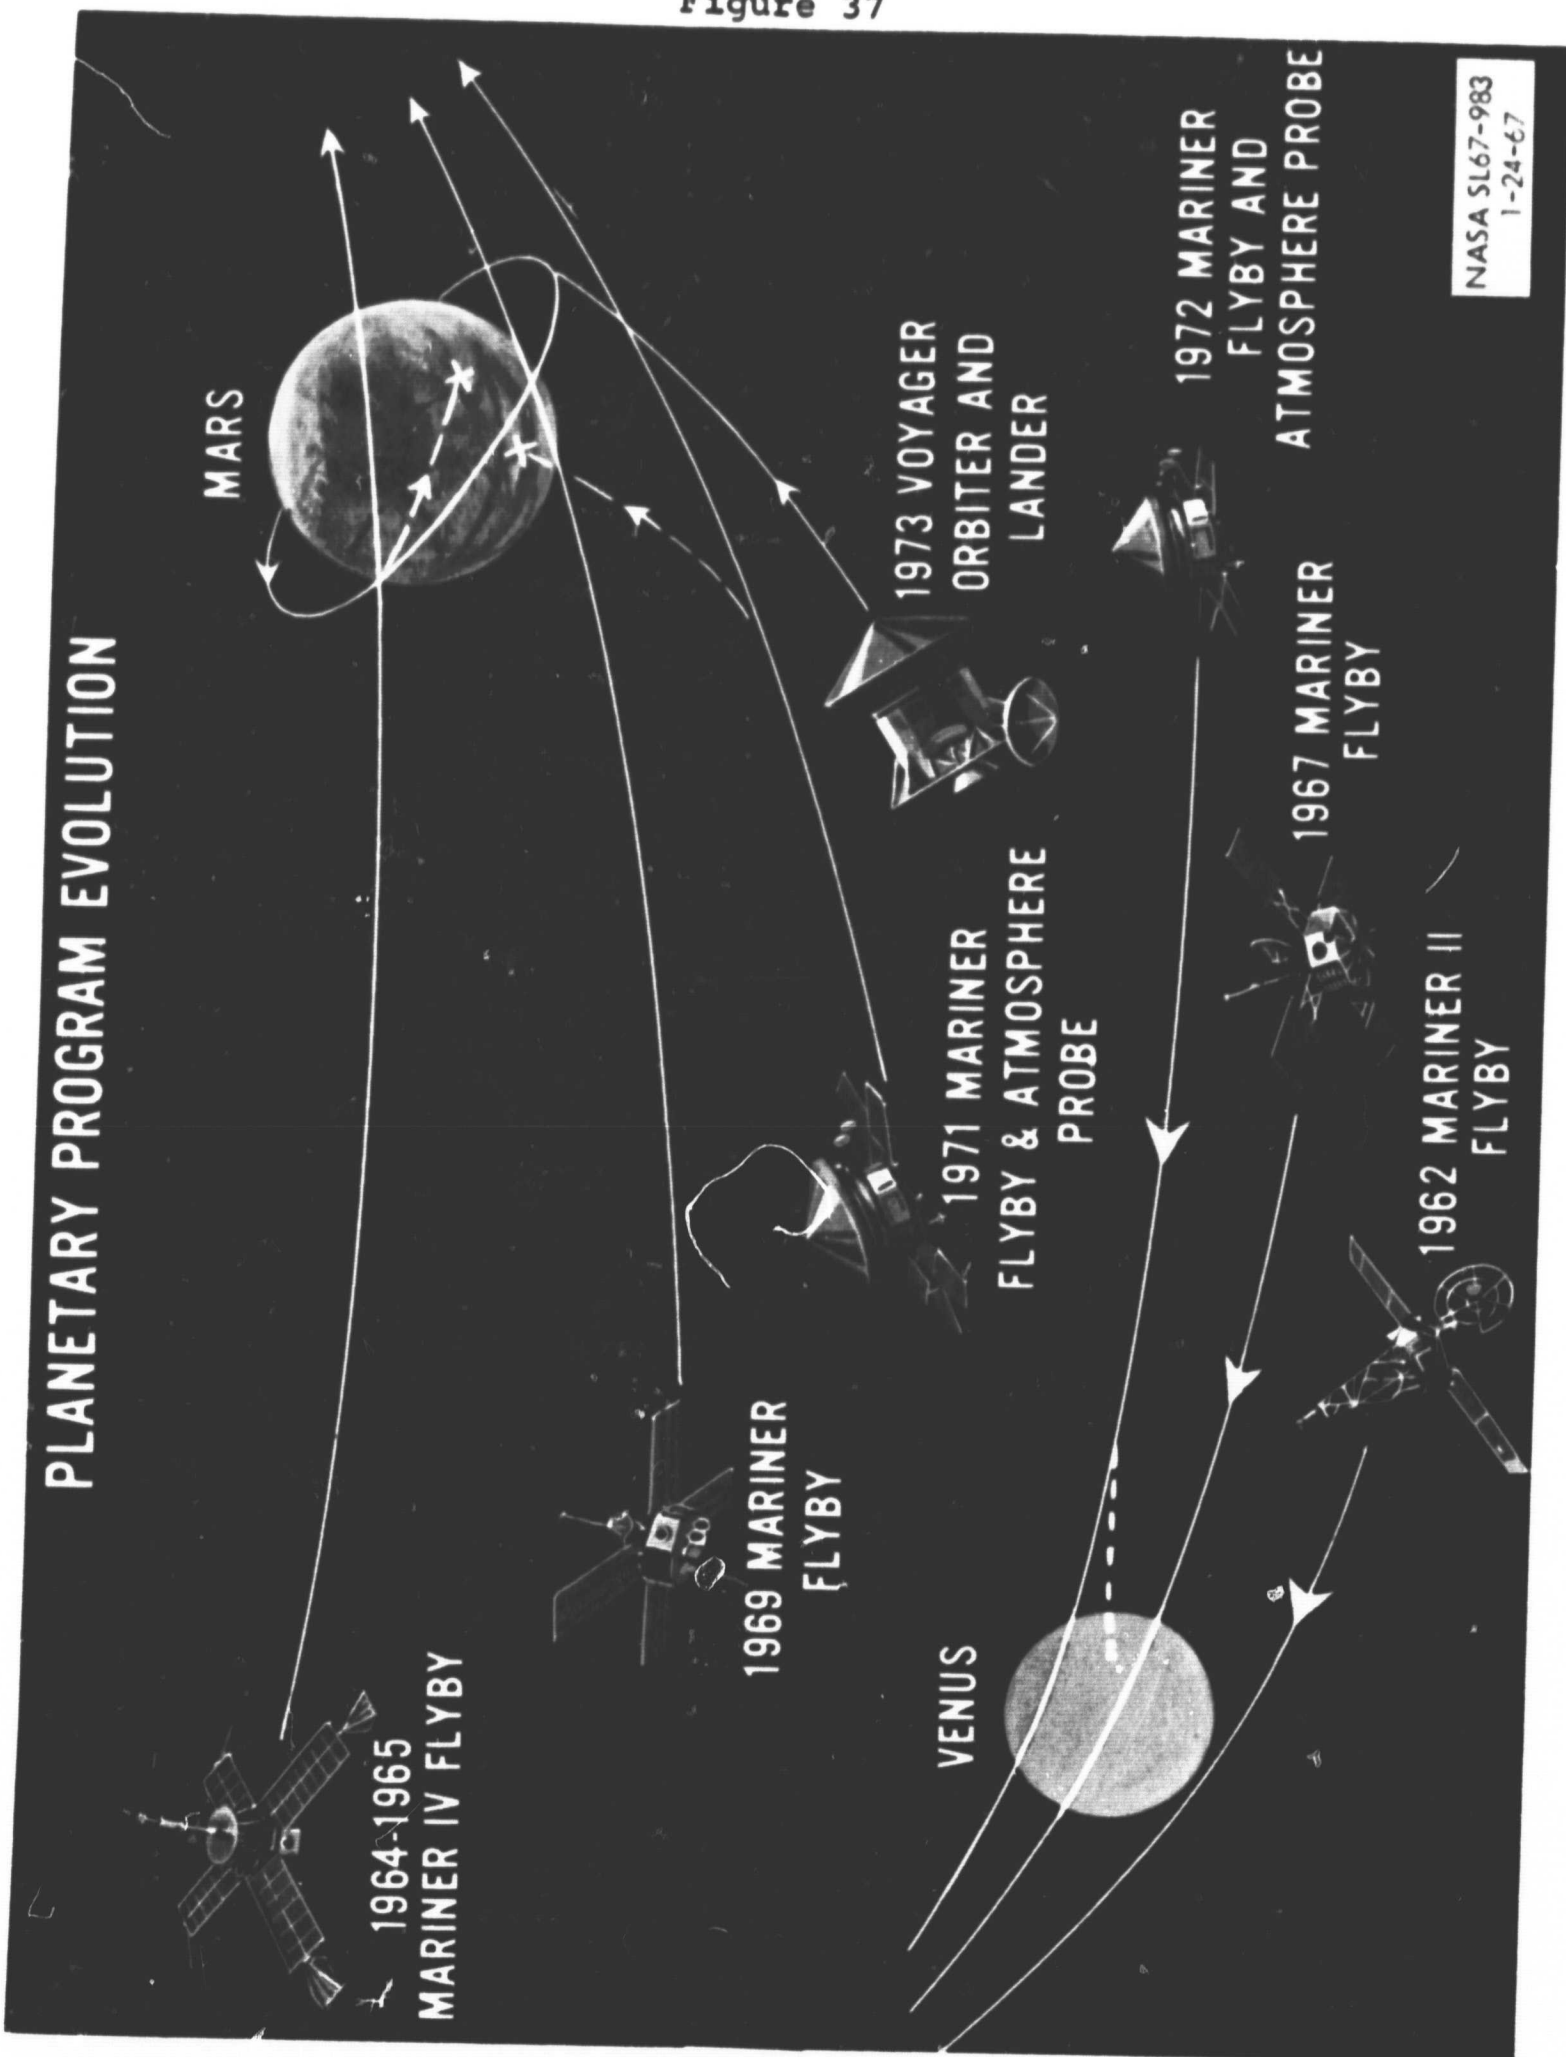 Figure 37
PLANETARY PROGRAM EVOLUTION
MARS
1964-1965
MARINER IV FLYBY
1969 MARINER
FLYBY
1971 MARINER
FLYBY & ATMOSPHERE
PROBE
1973 VOYAGER
ORBITER AND
LANDER
VENUS
1972 MARINER
FLYBY AND
ATMOSPHERE PROBE
1967 MARINER
FLYBY
1962 MARINER II
FLYBY
NASA SL67-983
1-24-67